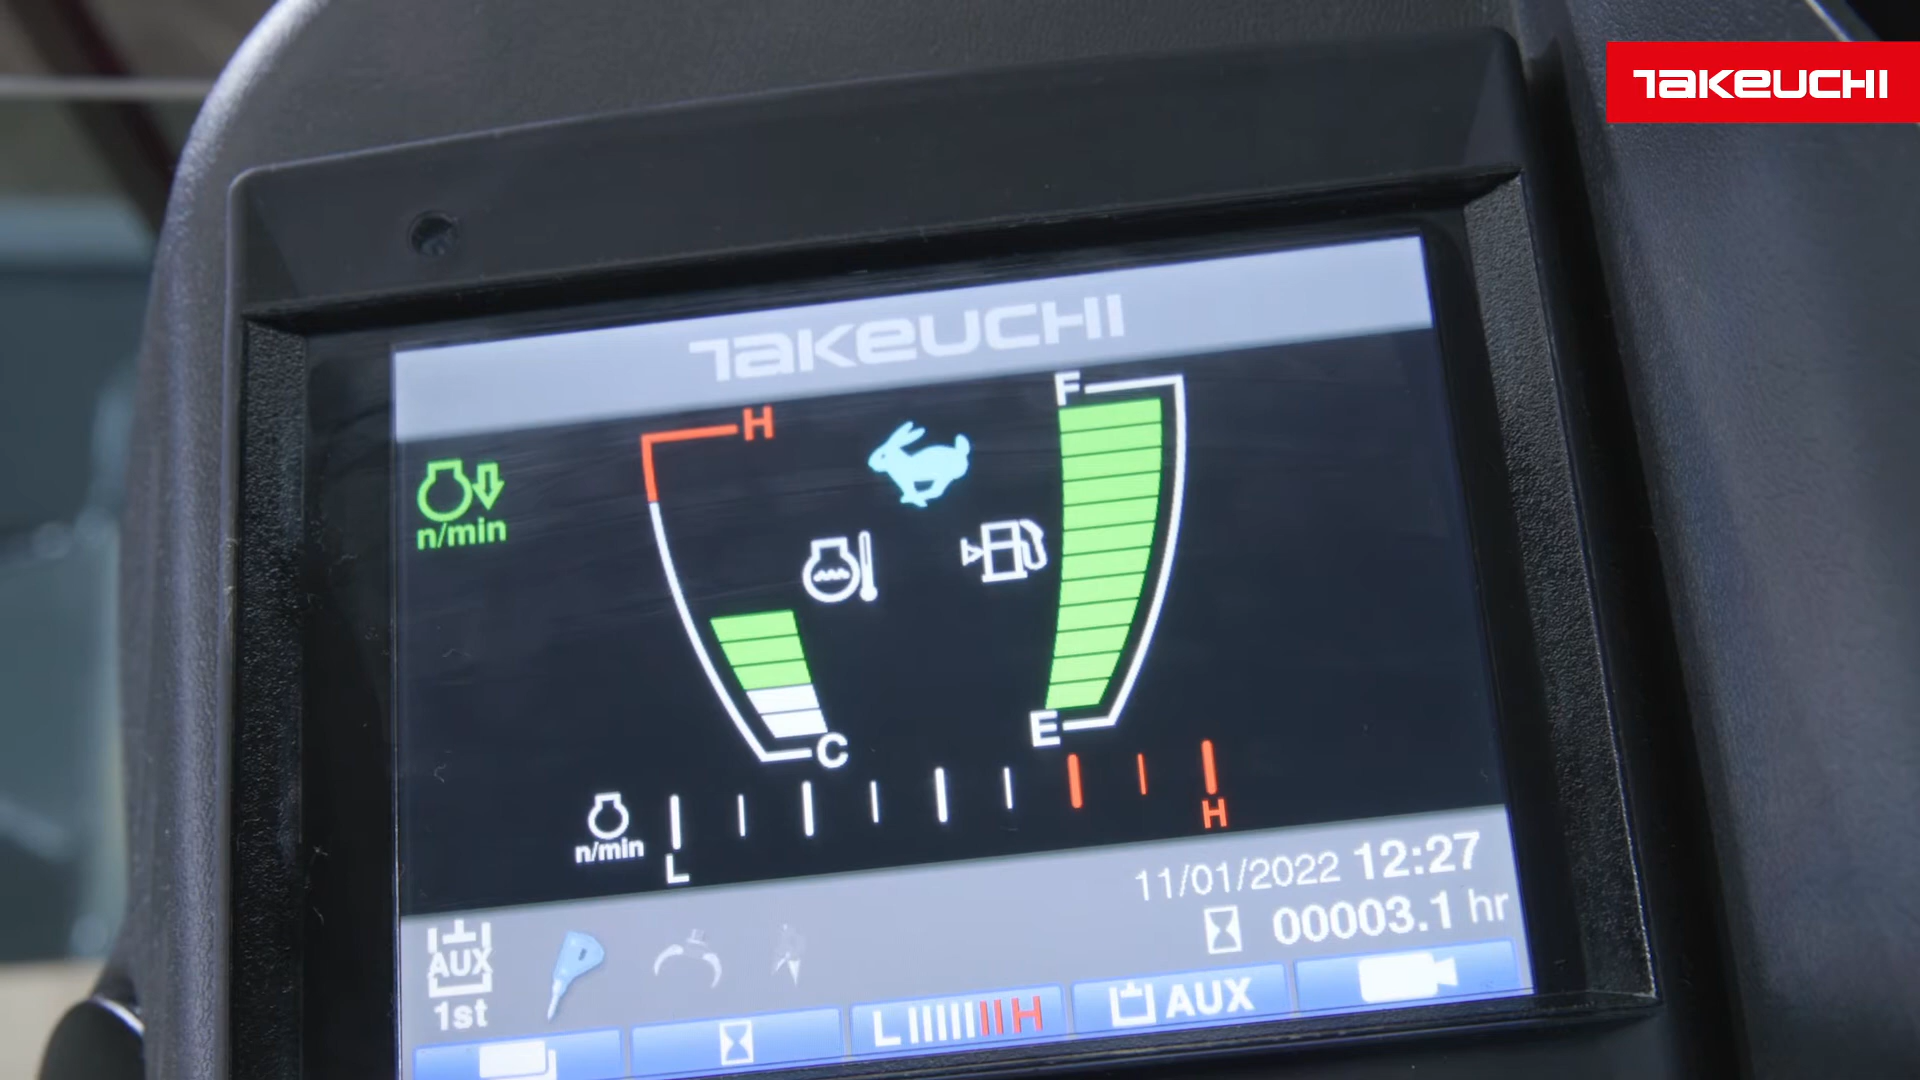 TAKEUCHI
TAKEUCHI
H
F
n/min
C
E
n/min
L
H
11/01/2022 12:27
00003.1 hr
AUX
1st
L H
AUX